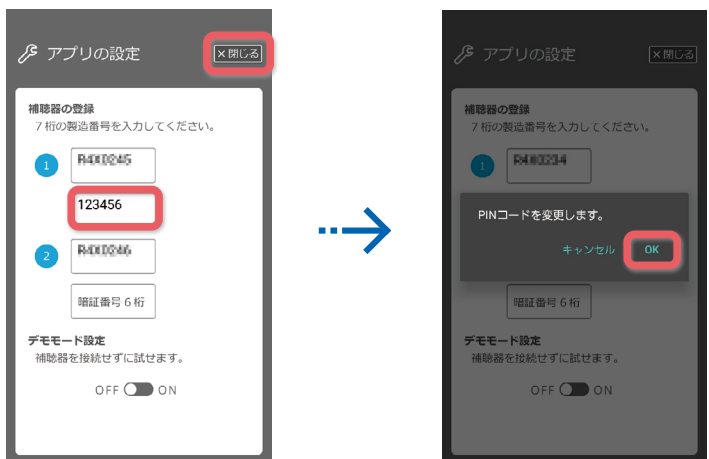 アプリの設定
×閉じる
補聴器の登録
7桁の製造番号を入力してください。
1
123456
2
暗証番号6桁
デモモード設定
補聴器を接続せずに試せます。
OFF ON
アプリの設定
×閉じる
補聴器の登録
7桁の製造番号を入力してください。
1
PINコードを変更します。
キャンセル OK
暗証番号6桁
デモモード設定
補聴器を接続せずに試せます。
OFF ON